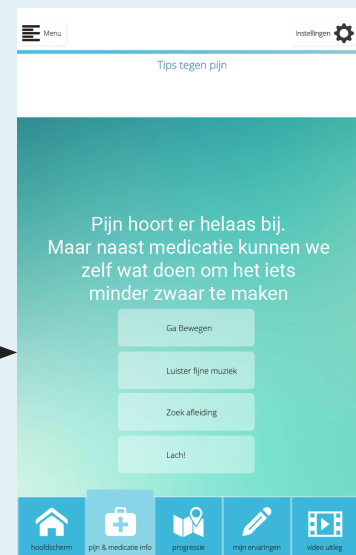 Menu
Instellingen
Tips tegen pijn
Pijn hoort er helaas bij.
Maar naast medicatie kunnen we
zelf wat doen om het iets
minder zwaar te maken
Ga Bewegen
Luister fijne muziek
Zoek afleiding
Lach!
hoofdscherm pijn & medicatie info progressie mijn ervaringen video uitleg